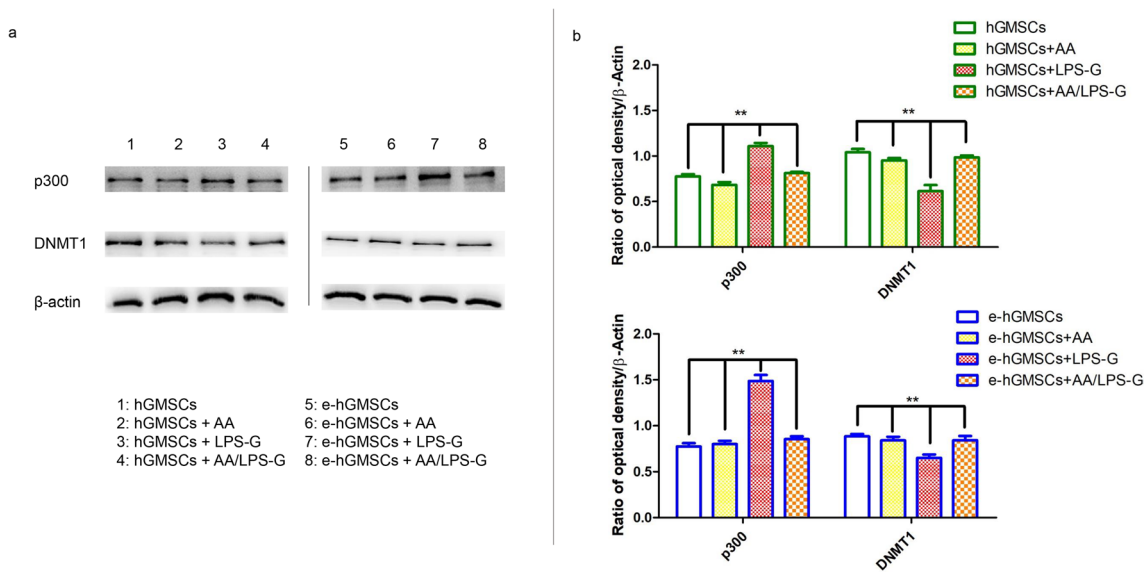 a
1 2 3 4 5 6 7 8
p300
DNMT1
β-actin
1: hGMSCs
2: hGMSCs + AA
3: hGMSCs + LPS-G
4: hGMSCs + AA/LPS-G
5: e-hGMSCs
6: e-hGMSCs + AA
7: e-hGMSCs + LPS-G
8: e-hGMSCs + AA/LPS-G
b
hGMSCs
hGMSCs+AA
hGMSCs+LPS-G
hGMSCs+AA/LPS-G
Ratio of optical density/β-Actin
2.0
1.5
1.0
0.5
0.0
**
**
p300
DNMT1
e-hGMSCs
e-hGMSCs+AA
e-hGMSCs+LPS-G
e-hGMSCs+AA/LPS-G
Ratio of optical density/β-Actin
2.0
1.5
1.0
0.5
0.0
**
**
p300
DNMT1